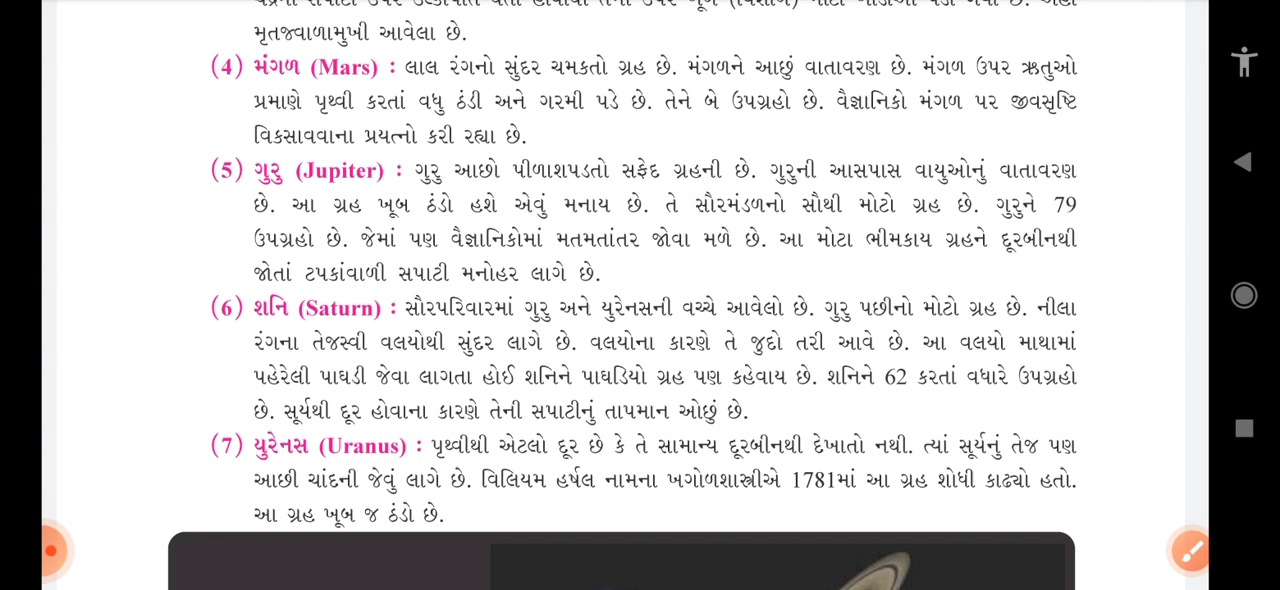 મૃતજ્વાળામુખી આવેલા છે.
(4) મંગળ (Mars) : લાલ રંગનો સુંદર ચમકતો ગ્રહ છે. મંગળને આછું વાતાવરણ છે. મંગળ ઉપર ઋતુઓ
પ્રમાણે પૃથ્વી કરતાં વધુ ઠંડી અને ગરમી પડે છે. તેને બે ઉપગ્રહો છે. વૈજ્ઞાનિકો મંગળ પર જીવસૃષ્ટિ
વિકસાવવાના પ્રયત્નો કરી રહ્યા છે.
(5) ગુરુ (Jupiter) : ગુરુ આછો પીળાશપડતો સફેદ ગ્રહની છે. ગુરુની આસપાસ વાયુઓનું વાતાવરણ
છે. આ ગ્રહ ખૂબ ઠંડો હશે એવું મનાય છે. તે સૌરમંડળનો સૌથી મોટો ગ્રહ છે. ગુરુને 79
ઉપગ્રહો છે. જેમાં પણ વૈજ્ઞાનિકોમાં મતમતાંતર જોવા મળે છે. આ મોટા ભીમકાય ગ્રહને દૂરબીનથી
જોતાં ટપકાંવાળી સપાટી મનોહર લાગે છે.
(6) શનિ (Saturn) : સૌરપરિવારમાં ગુરુ અને યુરેનસની વચ્ચે આવેલો છે. ગુરુ પછીનો મોટો ગ્રહ છે. નીલા
રંગના તેજસ્વી વલયોથી સુંદર લાગે છે. વલયોના કારણે તે જુદો તરી આવે છે. આ વલયો માથામાં
પહેરેલી પાઘડી જેવા લાગતા હોઈ શનિને પાઘડિયો ગ્રહ પણ કહેવાય છે. શનિને 62 કરતાં વધારે ઉપગ્રહો
છે. સૂર્યથી દૂર હોવાના કારણે તેની સપાટીનું તાપમાન ઓછું છે.
(7) યુરેનસ (Uranus) : પૃથ્વીથી એટલો દૂર છે કે તે સામાન્ય દૂરબીનથી દેખાતો નથી. ત્યાં સૂર્યનું તેજ પણ
આછી ચાંદની જેવું લાગે છે. વિલિયમ હર્ષલ નામના ખગોળશાસ્ત્રીએ 1781માં આ ગ્રહ શોધી કાઢ્યો હતો.
આ ગ્રહ ખૂબ જ ઠંડો છે.